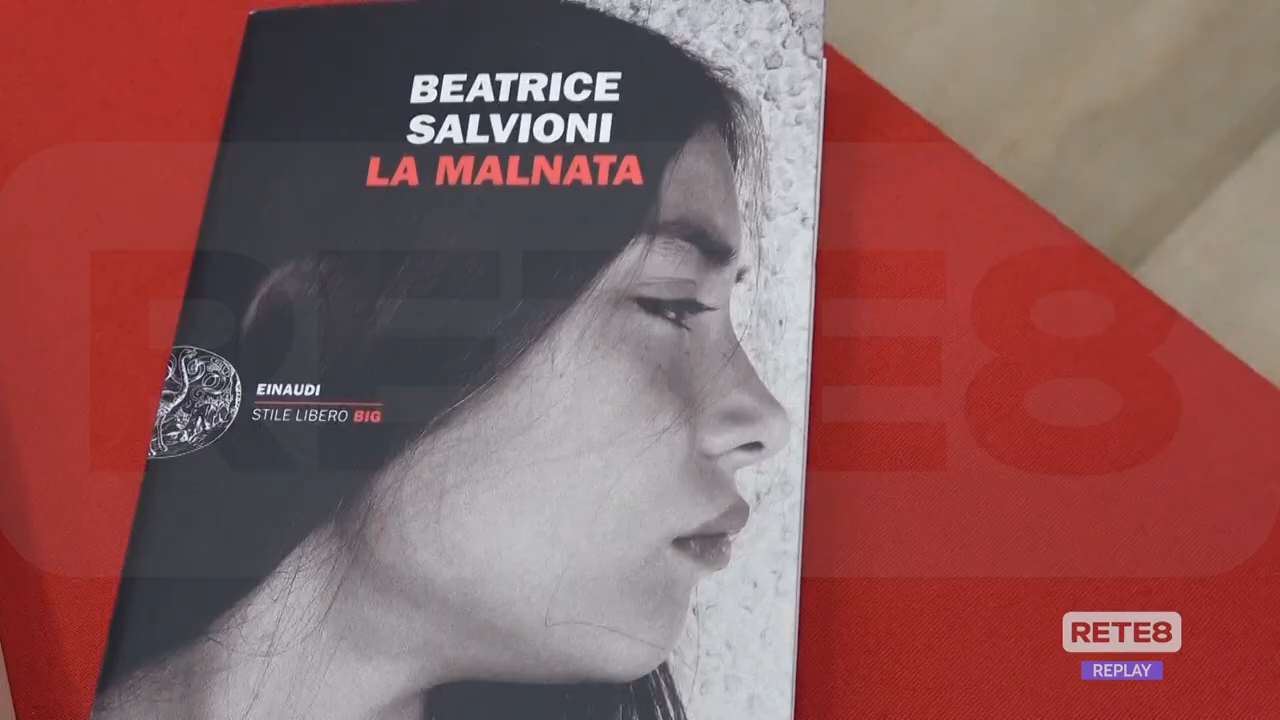 BEATRICE
SALVIONI
LA MALNATA
EINAUDI
STILE LIBERO BIG
RETE8
RETE8
REPLAY